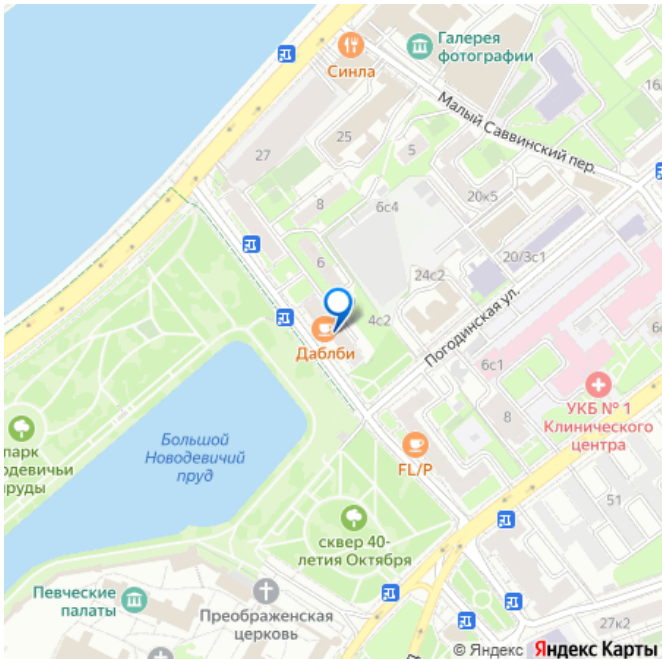 Галерея
фотографии
Синла
Малый Саввинский пер.
16/
27
25
5
8
6с4
20к5
6
24с2
20/3с1
4с2
Погодинская ул.
Даблби
6с1
8
УКБ № 1
Клинического
центра
FL/P
парк
одевичьи
пруды
Большой
Новодевичий
пруд
51
сквер 40-
летия Октября
Певческие
палаты
Преображенская
церковь
27к2
© Яндекс Яндекс Карты